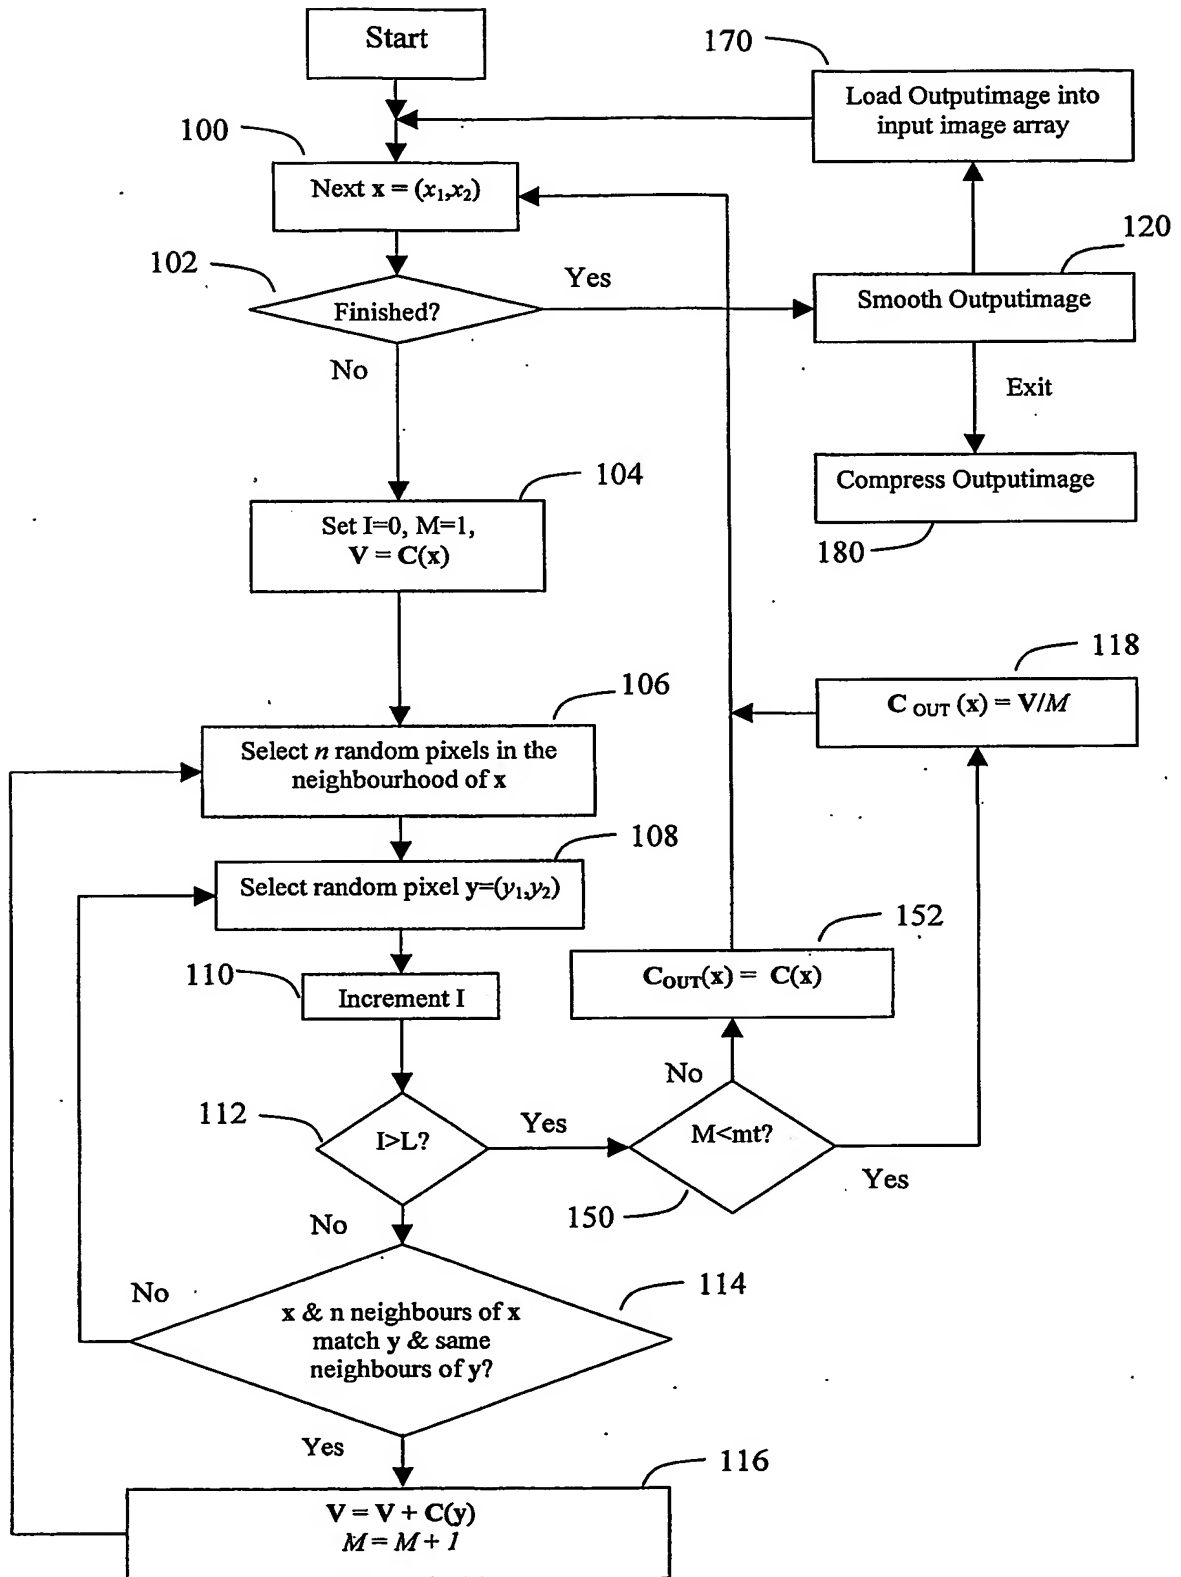 Start
170
Load Outputimage into
input image array
100
Next x = (x₁,x₂)
120
102
Finished?
Yes
Smooth Outputimage
No
Exit
104
Set I=0, M=1,
V = C(x)
Compress Outputimage
180
106
Select n random pixels in the
neighbourhood of x
118
C OUT (x) = V/M
108
Select random pixel y=(y₁,y₂)
152
C_OUT(x) = C(x)
110
Increment I
112
I>L?
Yes
No
M<mt?
Yes
150
No
No
114
x & n neighbours of x
match y & same
neighbours of y?
Yes
116
V = V + C(y)
M = M + 1